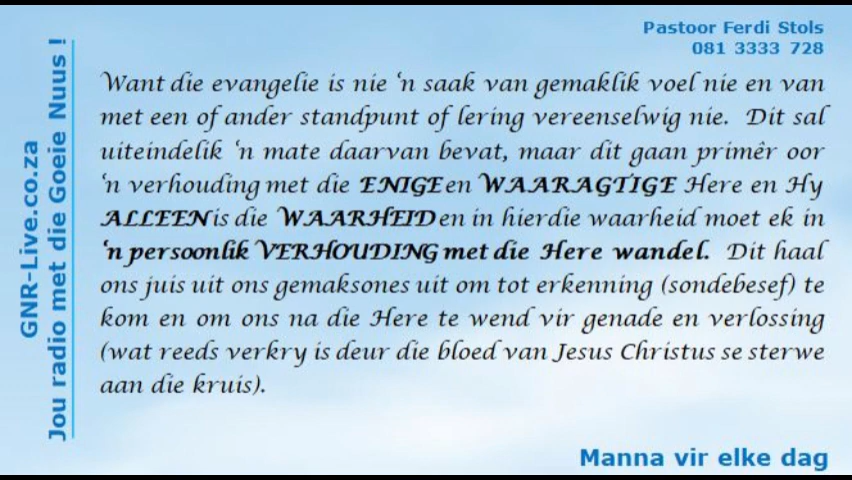 Pastoor Ferdi Stols
081 3333 728
GNR-Live.co.za
Jou radio met die Goeie Nuus !
Want die evangelie is nie 'n saak van gemaklik voel nie en van
met een of ander standpunt of lering vereenselwig nie. Dit sal
uiteindelik 'n mate daarvan bevat, maar dit gaan primêr oor
'n verhouding met die ENIGE en WAARAGTIGE Here en Hy
ALLEEN is die WAARHEID en in hierdie waarheid moet ek in
'n persoonlik VERHOUDING met die Here wandel. Dit haal
ons juis uit ons gemaksones uit om tot erkenning (sondebesef) te
kom en om ons na die Here te wend vir genade en verlossing
(wat reeds verkry is deur die bloed van Jesus Christus se sterwe
aan die kruis).
Manna vir elke dag